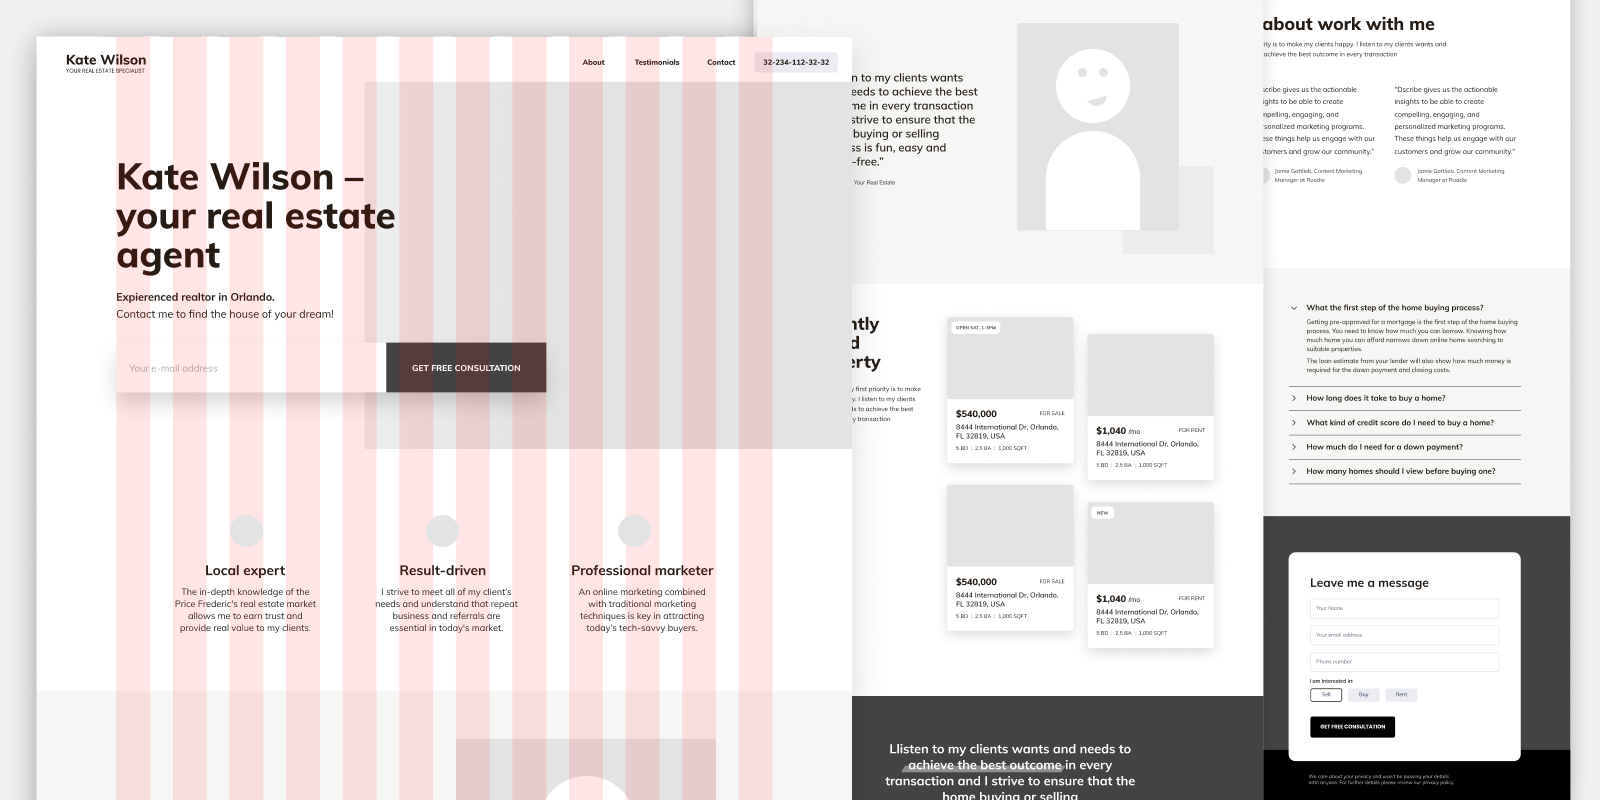 Kate Wilson
YOUR REAL ESTATE SPECIALIST
About
Testimonials
Contact
32-234-112-32-32
Kate Wilson –
your real estate
agent
Expierenced realtor in Orlando.
Contact me to find the house of your dream!
Your e-mail address
GET FREE CONSULTATION
Local expert
The in-depth knowledge of the
Price Frederic's real estate market
allows me to earn trust and
provide real value to my clients.
Result-driven
I strive to meet all of my client's
needs and understand that repeat
business and referrals are
essential in today's market.
Professional marketer
An online marketing combined
with traditional marketing
techniques is key in attracting
today's tech-savvy buyers.
to my clients wants
to achieve the best
in every transaction
strive to ensure that the
buying or selling
is fun, easy and
-free."
Your Real Estate
first priority is to make
I listen to my clients
to achieve the best
transaction
OPEN SAT, 1-3PM
$540,000
FOR SALE
8444 International Dr, Orlando,
FL 32819, USA
5 BD | 2,5 BA | 1,000 SQFT
$1,040 /mo
FOR RENT
8444 International Dr, Orlando,
FL 32819, USA
5 BD | 2,5 BA | 1,000 SQFT
$540,000
FOR SALE
8444 International Dr, Orlando,
FL 32819, USA
5 BD | 2,5 BA | 1,000 SQFT
NEW
$1,040 /mo
FOR RENT
8444 International Dr, Orlando,
FL 32819, USA
5 BD | 2,5 BA | 1,000 SQFT
LIisten to my clients wants and needs to
achieve the best outcome in every
transaction and I strive to ensure that the
home buying or selling
about work with me
is to make my clients happy. I listen to my clients wants and
achieve the best outcome in every transaction
gives us the actionable
to be able to create
engaging, and
marketing programs.
things help us engage with our
and grow our community."
Jamie Gottlieb, Content Marketing
Manager at Roadie
"Dscribe gives us the actionable
insights to be able to create
compelling, engaging, and
personalized marketing programs.
These things help us engage with our
customers and grow our community."
Jamie Gottlieb, Content Marketing
Manager at Roadie
What the first step of the home buying process?
Getting pre-approved for a mortgage is the first step of the home buying
process. You need to know how much you can borrow. Knowing how
much home you can afford narrows down online home searching to
suitable properties.
The loan estimate from your lender will also show how much money is
required for the down payment and closing costs.
How long does it take to buy a home?
What kind of credit score do I need to buy a home?
How much do I need for a down payment?
How many homes should I view before buying one?
Leave me a message
Your Name
Your email address
Phone number
I am interested in:
Sell
Buy
Rent
GET FREE CONSULTATION
We care about your privacy and won't be passing your details
onto anyone. For further details please review our privacy policy.